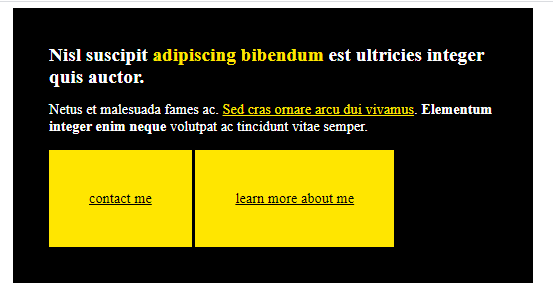 Nisl suscipit adipiscing bibendum est ultricies integer
quis auctor.
Netus et malesuada fames ac. Sed cras ornare arcu dui vivamus. Elementum
integer enim neque volutpat ac tincidunt vitae semper.
contact me
learn more about me